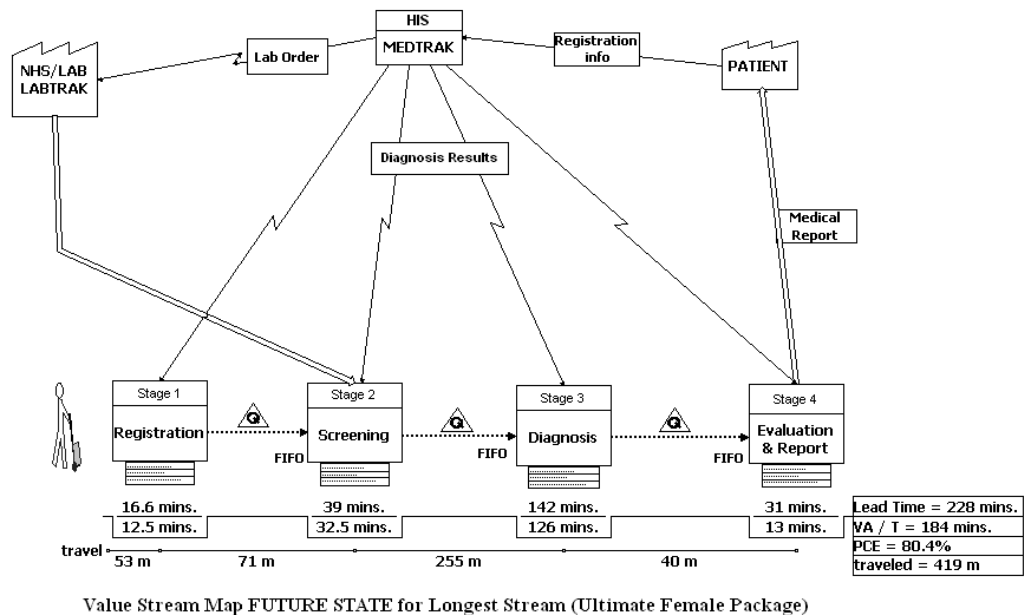 HIS
MEDTRAK
Lab Order
Registration
info
NHS/LAB
LABTRAK
PATIENT
Diagnosis Results
Medical
Report
Stage 1
Registration
Q
FIFO
Stage 2
Screening
Q
FIFO
Stage 3
Diagnosis
Q
FIFO
Stage 4
Evaluation
& Report
16.6 mins.
12.5 mins.
39 mins.
32.5 mins.
142 mins.
126 mins.
31 mins.
13 mins.
Lead Time = 228 mins.
VA / T = 184 mins.
PCE = 80.4%
traveled = 419 m
travel
53 m
71 m
255 m
40 m
Value Stream Map FUTURE STATE for Longest Stream (Ultimate Female Package)